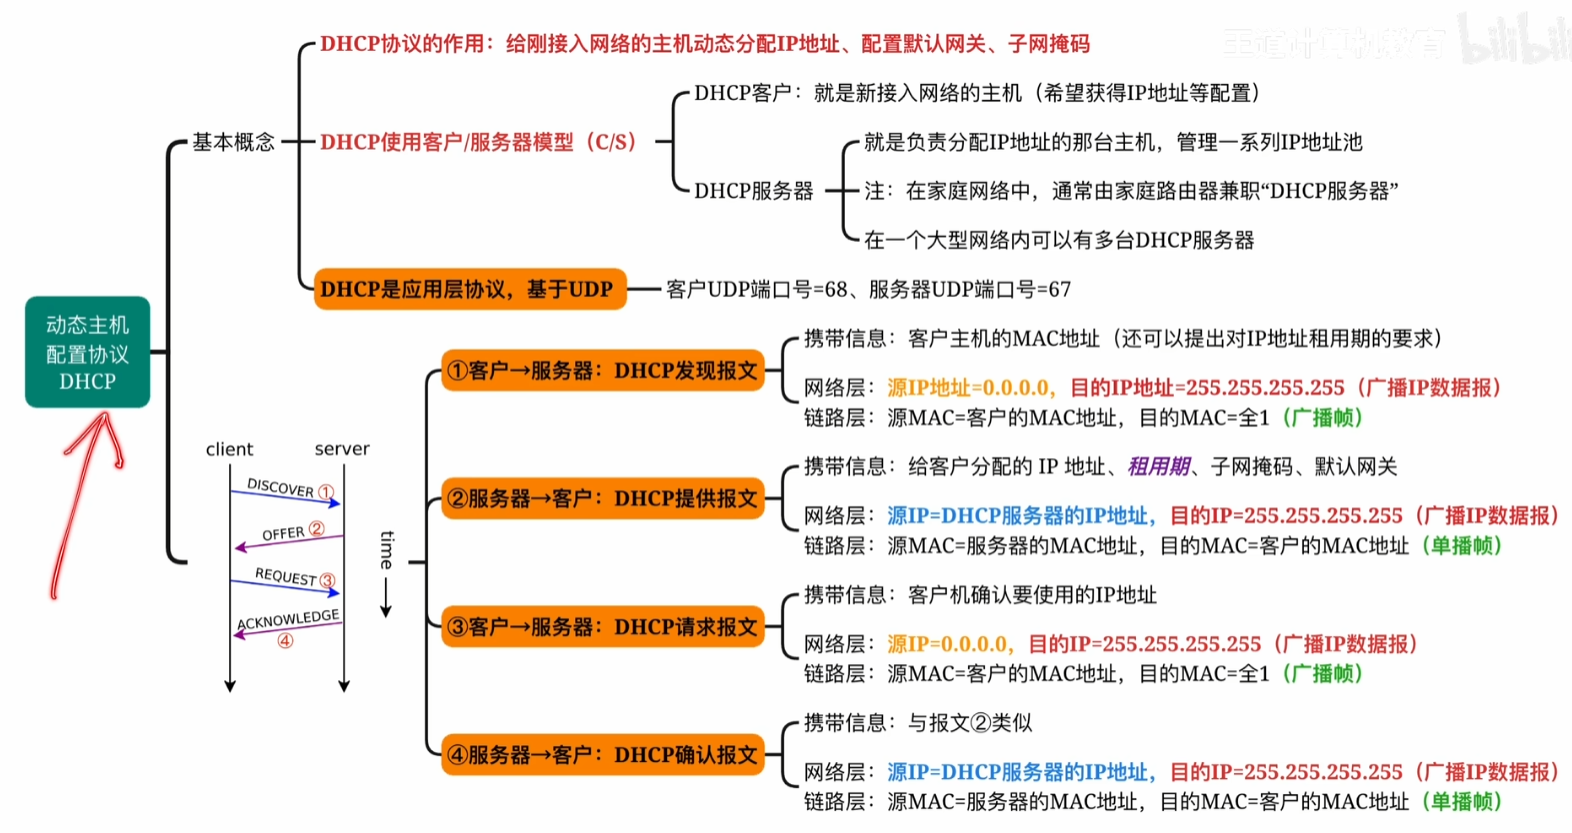 王道计算机教育 bilibili
DHCP协议的作用：给刚接入网络的主机动态分配IP地址、配置默认网关、子网掩码
DHCP客户：就是新接入网络的主机（希望获得IP地址等配置）
基本概念
DHCP使用客户/服务器模型（C/S）
就是负责分配IP地址的那台主机，管理一系列IP地址池
DHCP服务器
注：在家庭网络中，通常由家庭路由器兼职“DHCP服务器”
在一个大型网络内可以有多台DHCP服务器
DHCP是应用层协议，基于UDP
客户UDP端口号=68、服务器UDP端口号=67
动态主机
配置协议
DHCP
①客户→服务器：DHCP发现报文
携带信息：客户主机的MAC地址（还可以提出对IP地址租用期的要求）
网络层：源IP地址=0.0.0.0，目的IP地址=255.255.255.255（广播IP数据报）
链路层：源MAC=客户的MAC地址，目的MAC=全1（广播帧）
②服务器→客户：DHCP提供报文
携带信息：给客户分配的 IP 地址、租用期、子网掩码、默认网关
网络层：源IP=DHCP服务器的IP地址，目的IP=255.255.255.255（广播IP数据报）
链路层：源MAC=服务器的MAC地址，目的MAC=客户的MAC地址（单播帧）
③客户→服务器：DHCP请求报文
携带信息：客户机确认要使用的IP地址
网络层：源IP=0.0.0.0，目的IP=255.255.255.255（广播IP数据报）
链路层：源MAC=客户的MAC地址，目的MAC=全1（广播帧）
④服务器→客户：DHCP确认报文
携带信息：与报文②类似
网络层：源IP=DHCP服务器的IP地址，目的IP=255.255.255.255（广播IP数据报）
链路层：源MAC=服务器的MAC地址，目的MAC=客户的MAC地址（单播帧）
client
server
DISCOVER ①
OFFER ②
REQUEST ③
ACKNOWLEDGE
④
time